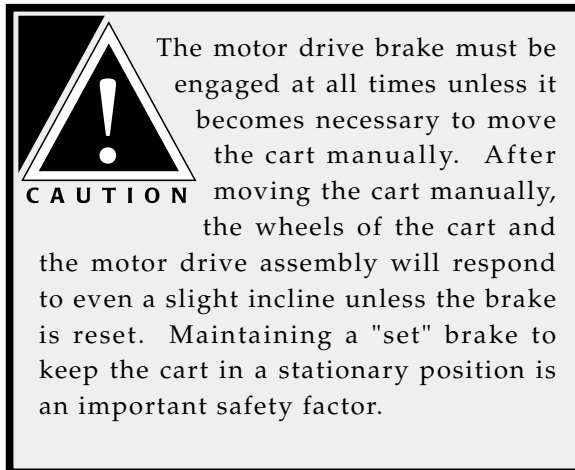 The motor drive brake must be
engaged at all times unless it
becomes necessary to move
the cart manually. After
CAUTION moving the cart manually,
the wheels of the cart and
the motor drive assembly will respond
to even a slight incline unless the brake
is reset. Maintaining a "set" brake to
keep the cart in a stationary position is
an important safety factor.